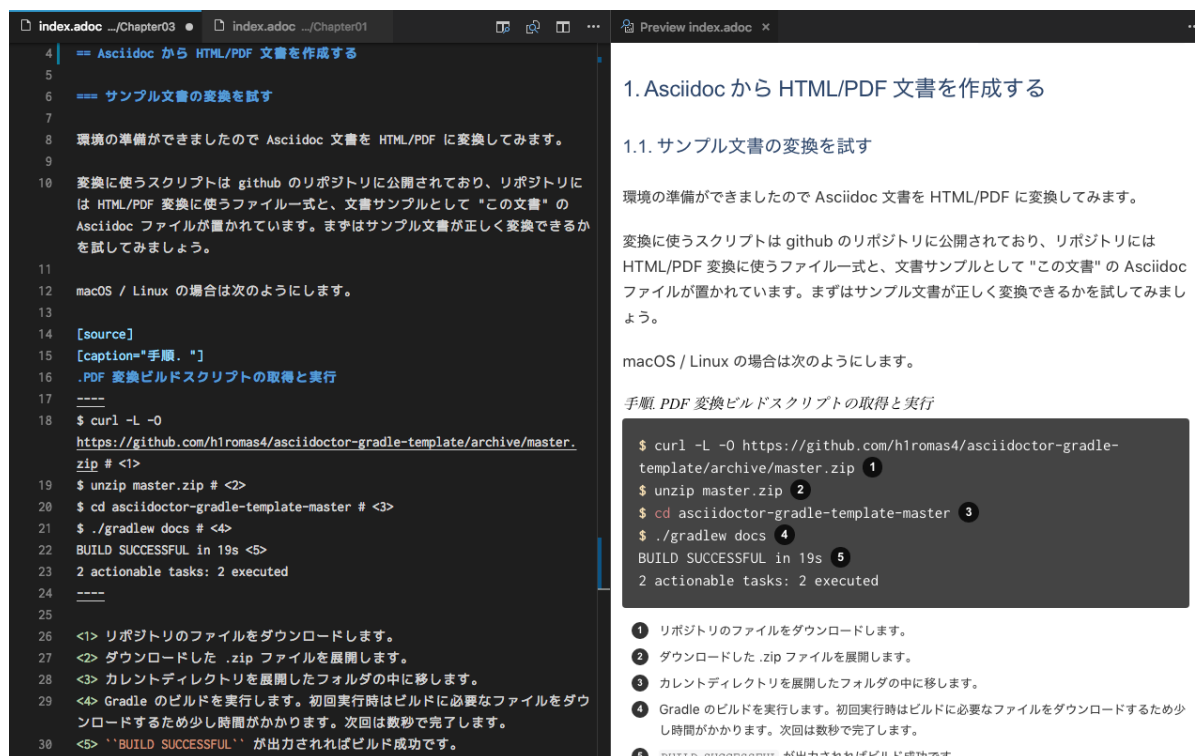 index.adoc .../Chapter03 ●
index.adoc .../Chapter01
4 == Asciidoc から HTML/PDF 文書を作成する
5
6 === サンプル文書の変換を試す
7
8 環境の準備ができましたので Asciidoc 文書を HTML/PDF に変換してみます。
9
10 変換に使うスクリプトは github のリポジトリに公開されており、リポジトリに
は HTML/PDF 変換に使うファイル一式と、文書サンプルとして "この文書" の
Asciidoc ファイルが置かれています。まずはサンプル文書が正しく変換できるか
を試してみましょう。
11
12 macOS / Linux の場合は次のようにします。
13
14 [source]
15 [caption="手順. "]
16 .PDF 変換ビルドスクリプトの取得と実行
17 ----
18 $ curl -L -O
https://github.com/h1romas4/asciidoctor-gradle-template/archive/master.
zip # <1>
19 $ unzip master.zip # <2>
20 $ cd asciidoctor-gradle-template-master # <3>
21 $ ./gradlew docs # <4>
22 BUILD SUCCESSFUL in 19s <5>
23 2 actionable tasks: 2 executed
24 ----
25
26 <1> リポジトリのファイルをダウンロードします。
27 <2> ダウンロードした .zip ファイルを展開します。
28 <3> カレントディレクトリを展開したフォルダの中に移します。
29 <4> Gradle のビルドを実行します。初回実行時はビルドに必要なファイルをダウ
ンロードするため少し時間がかかります。次回は数秒で完了します。
30 <5> ``BUILD SUCCESSFUL`` が出力されればビルド成功です。
Preview index.adoc ×
1. Asciidoc から HTML/PDF 文書を作成する
1.1. サンプル文書の変換を試す
環境の準備ができましたので Asciidoc 文書を HTML/PDF に変換してみます。
変換に使うスクリプトは github のリポジトリに公開されており、リポジトリには
HTML/PDF 変換に使うファイル一式と、文書サンプルとして "この文書" の Asciidoc
ファイルが置かれています。まずはサンプル文書が正しく変換できるかを試してみまし
ょう。
macOS / Linux の場合は次のようにします。
手順. PDF 変換ビルドスクリプトの取得と実行
$ curl -L -O https://github.com/h1romas4/asciidoctor-gradle-
template/archive/master.zip 1
$ unzip master.zip 2
$ cd asciidoctor-gradle-template-master 3
$ ./gradlew docs 4
BUILD SUCCESSFUL in 19s 5
2 actionable tasks: 2 executed
1 リポジトリのファイルをダウンロードします。
2 ダウンロードした .zip ファイルを展開します。
3 カレントディレクトリを展開したフォルダの中に移します。
4 Gradle のビルドを実行します。初回実行時はビルドに必要なファイルをダウンロードするため少
し時間がかかります。次回は数秒で完了します。
5 BUILD SUCCESSFUL が出力されればビルド成功です。